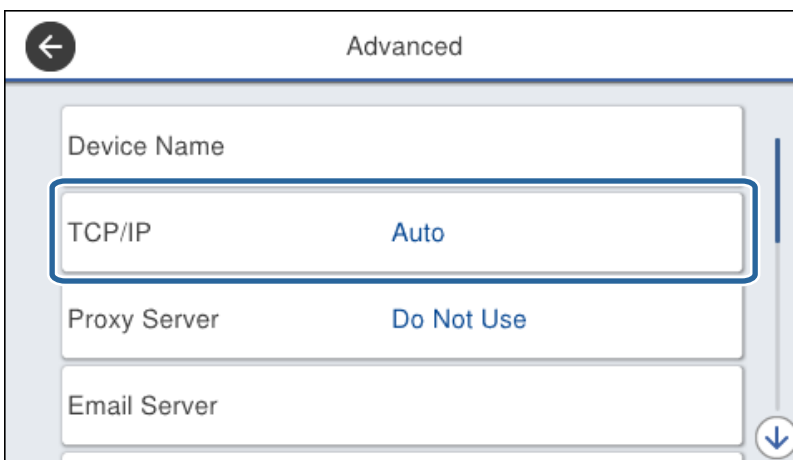 Advanced
Device Name
TCP/IP Auto
Proxy Server Do Not Use
Email Server